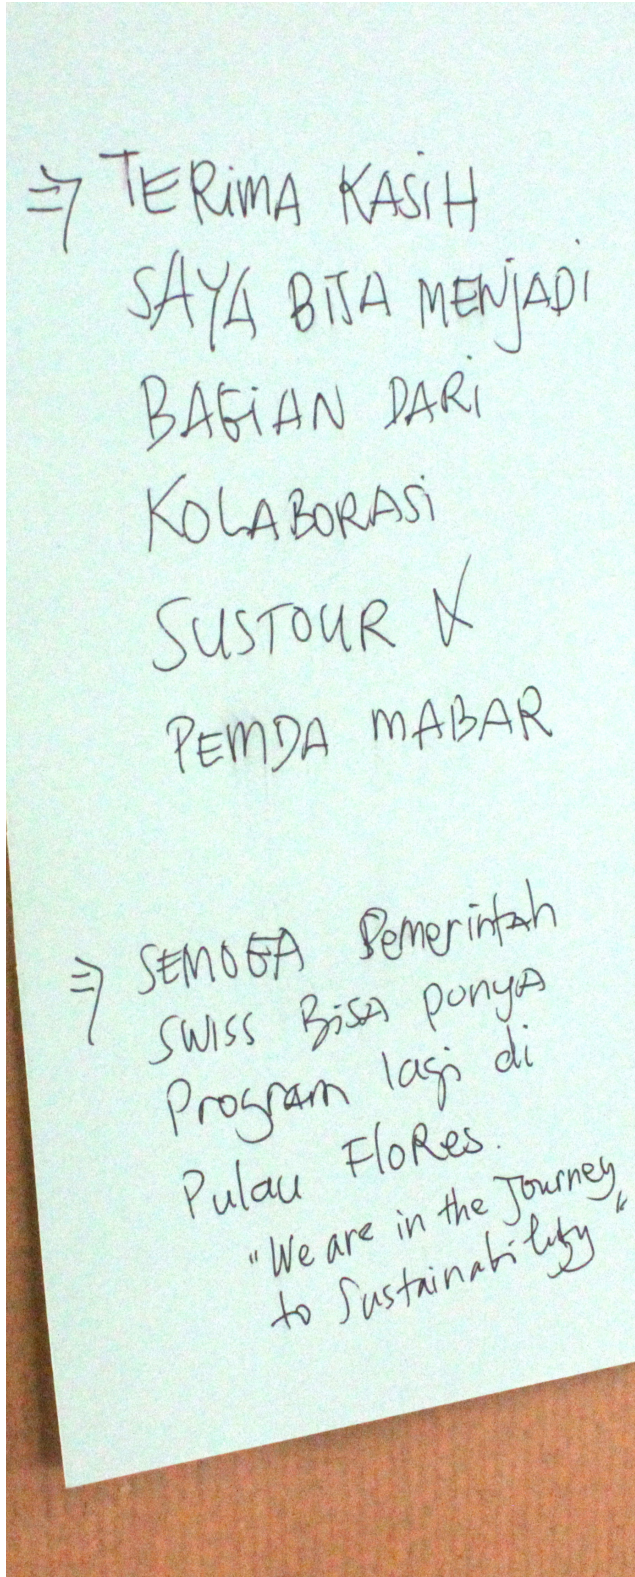 ⇒ TERIMA KASIH
SAYA BISA MENJADI
BAGIAN DARI
KOLABORASI
SUSTOUR &
PEMDA MABAR
⇒ SEMOGA Pemerintah
SWISS BISA punya
Program lagi di
Pulau FloRes.
"We are in the Journey
to Sustainability"